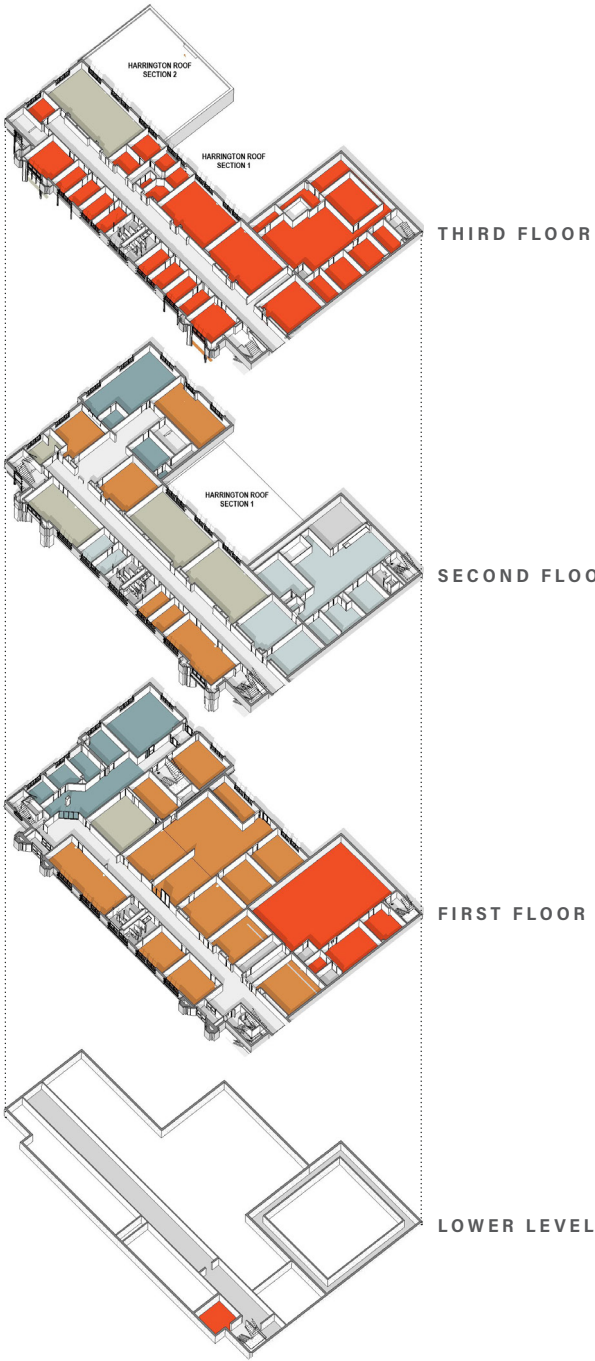 HARRINGTON ROOF
SECTION 2
HARRINGTON ROOF
SECTION 1
THIRD FLOOR
HARRINGTON ROOF
SECTION 1
SECOND FLOO
FIRST FLOOR
LOWER LEVEL